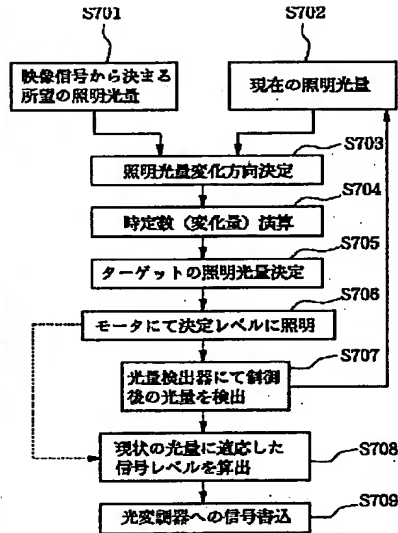 S701
S702
映像信号から決まる
所望の照明光量
現在の照明光量
S703
照明光量変化方向決定
S704
時定数（変化量）演算
S705
ターゲットの照明光量決定
S706
モータにて決定レベルに照明
S707
光量検出器にて制御
後の光量を検出
現状の光量に適応した
信号レベルを算出
S708
S709
光変調器への信号書込